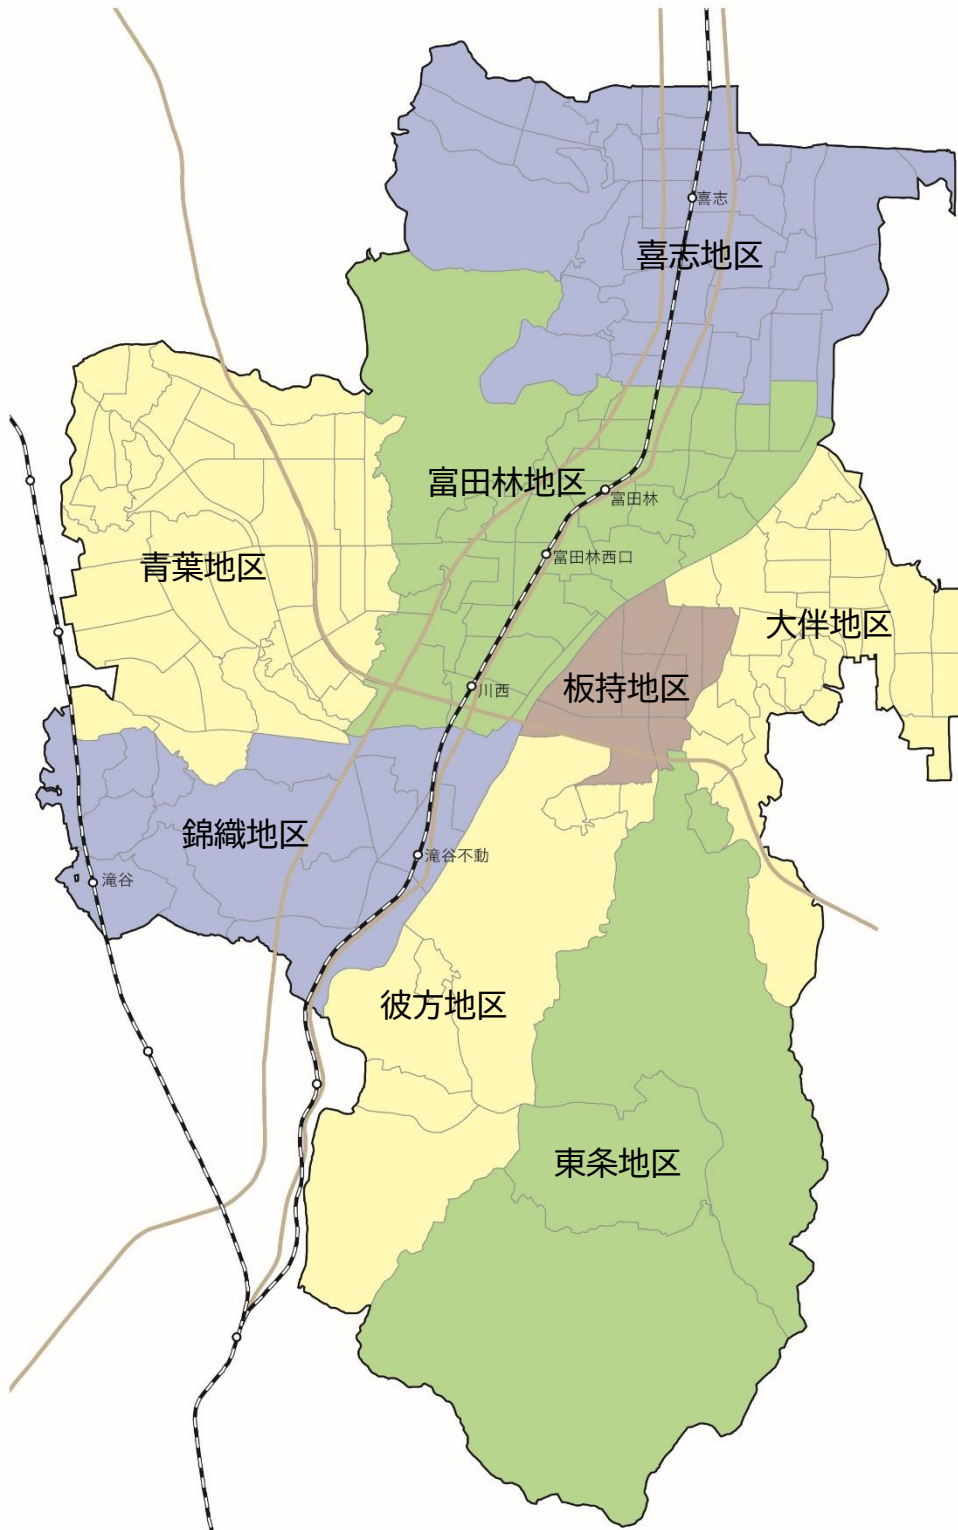 喜志
喜志地区
富田林地区
富田林
富田林西口
青葉地区
大伴地区
板持地区
川西
錦織地区
滝谷不動
滝谷
彼方地区
東条地区